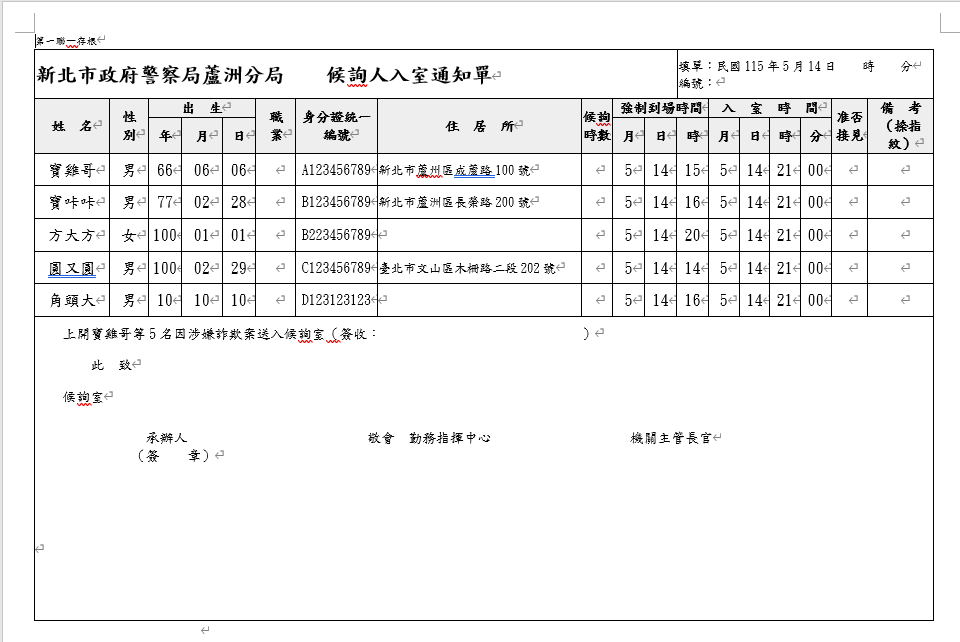 第一聯—存根
新北市政府警察局蘆洲分局　　候詢人入室通知單
填單：民國 115 年 5 月 14 日　　時　　分
編號：
姓 名 性別 出 生 職業 身分證統一編號 住 居 所 候詢時數 強制到場時間 入 室 時 間 准否接見 備 考（捺指紋）
年 月 日 月 日 時 月 日 時 分
寶雞哥 男 66 06 06 A123456789 新北市蘆州區成蘆路 100 號 5 14 15 5 14 21 00
寶咔咔 男 77 02 28 B123456789 新北市蘆洲區長榮路 200 號 5 14 16 5 14 21 00
方大方 女 100 01 01 B223456789 5 14 20 5 14 21 00
圓又圓 男 100 02 29 C123456789 臺北市文山區木柵路二段 202 號 5 14 14 5 14 21 00
角頭大 男 10 10 10 D123123123 5 14 16 5 14 21 00
上開寶雞哥等 5 名因涉嫌詐欺案送入候詢室（簽收：　　　　　　　　）
此　致
候詢室
承辦人　　　　敬會　勤務指揮中心　　　　機關主管長官
（簽　　章）